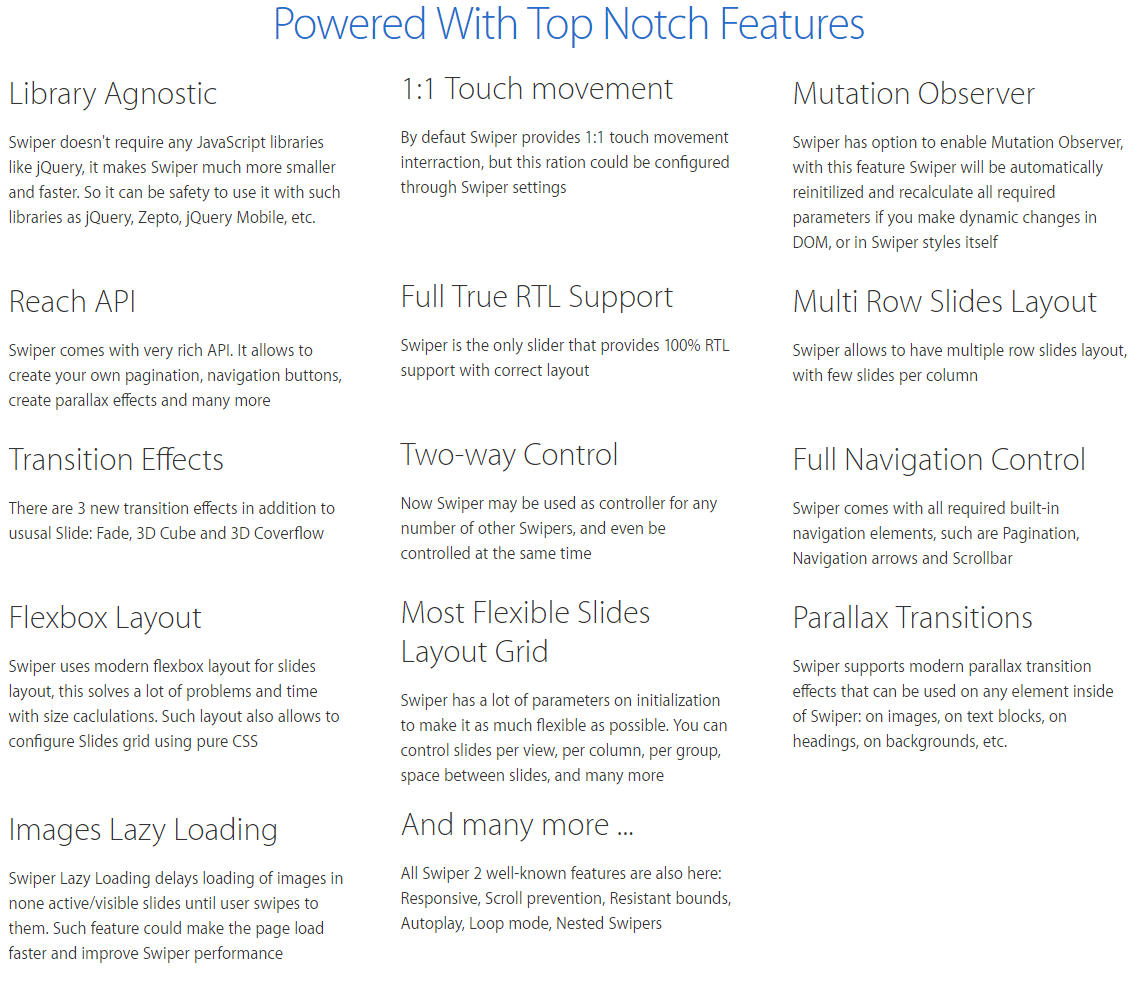 Powered With Top Notch Features
Library Agnostic
Swiper doesn't require any JavaScript libraries
like jQuery, it makes Swiper much more smaller
and faster. So it can be safety to use it with such
libraries as jQuery, Zepto, jQuery Mobile, etc.
1:1 Touch movement
By defaut Swiper provides 1:1 touch movement
interraction, but this ration could be configured
through Swiper settings
Mutation Observer
Swiper has option to enable Mutation Observer,
with this feature Swiper will be automatically
reinitilized and recalculate all required
parameters if you make dynamic changes in
DOM, or in Swiper styles itself
Reach API
Swiper comes with very rich API. It allows to
create your own pagination, navigation buttons,
create parallax effects and many more
Full True RTL Support
Swiper is the only slider that provides 100% RTL
support with correct layout
Multi Row Slides Layout
Swiper allows to have multiple row slides layout,
with few slides per column
Transition Effects
There are 3 new transition effects in addition to
ususal Slide: Fade, 3D Cube and 3D Coverflow
Two-way Control
Now Swiper may be used as controller for any
number of other Swipers, and even be
controlled at the same time
Full Navigation Control
Swiper comes with all required built-in
navigation elements, such are Pagination,
Navigation arrows and Scrollbar
Flexbox Layout
Swiper uses modern flexbox layout for slides
layout, this solves a lot of problems and time
with size caclulations. Such layout also allows to
configure Slides grid using pure CSS
Most Flexible Slides
Layout Grid
Swiper has a lot of parameters on initialization
to make it as much flexible as possible. You can
control slides per view, per column, per group,
space between slides, and many more
Parallax Transitions
Swiper supports modern parallax transition
effects that can be used on any element inside
of Swiper: on images, on text blocks, on
headings, on backgrounds, etc.
Images Lazy Loading
Swiper Lazy Loading delays loading of images in
none active/visible slides until user swipes to
them. Such feature could make the page load
faster and improve Swiper performance
And many more ...
All Swiper 2 well-known features are also here:
Responsive, Scroll prevention, Resistant bounds,
Autoplay, Loop mode, Nested Swipers